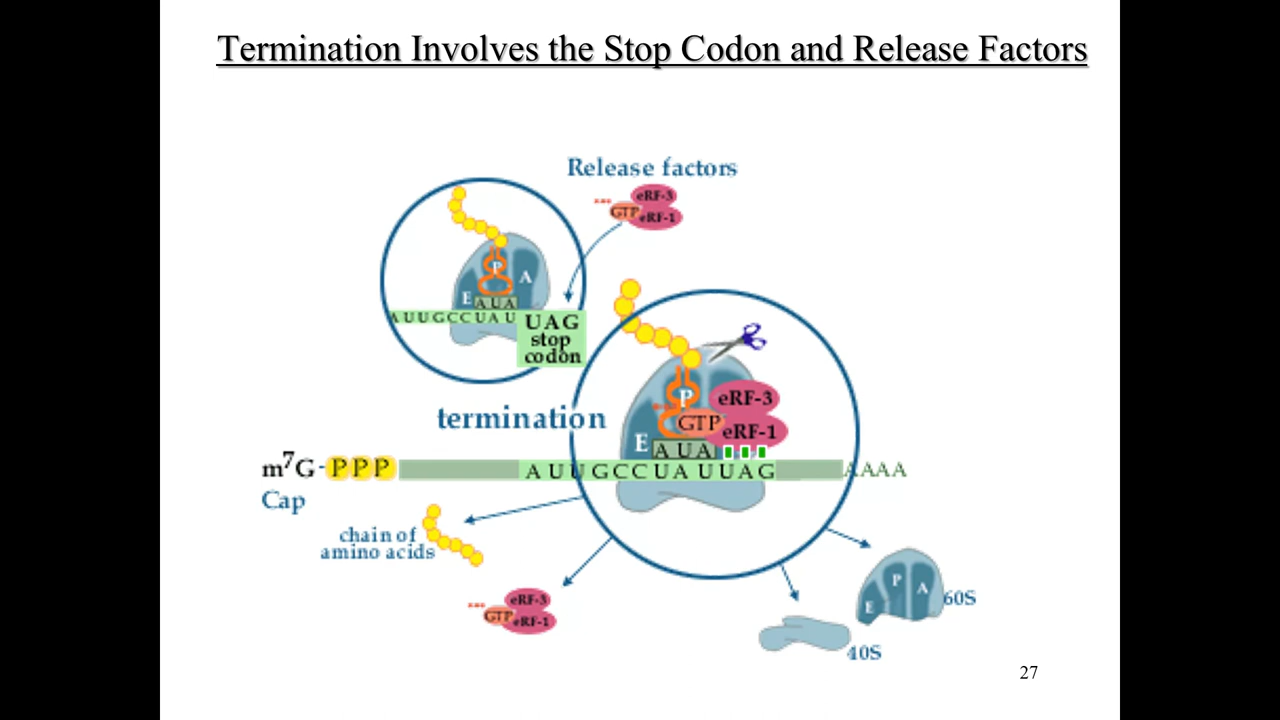 Termination Involves the Stop Codon and Release Factors
Release factors
eRF-3
GTP eRF-1
P
A
E
AUA
AUUGCCUAU UAG
stop
codon
termination
P
eRF-3
GTP
eRF-1
E
AUA
m7G-PPP
AUUGCCUAUUAG
AAAA
Cap
chain of
amino acids
eRF-3
GTP eRF-1
P
A
E
60S
40S
27